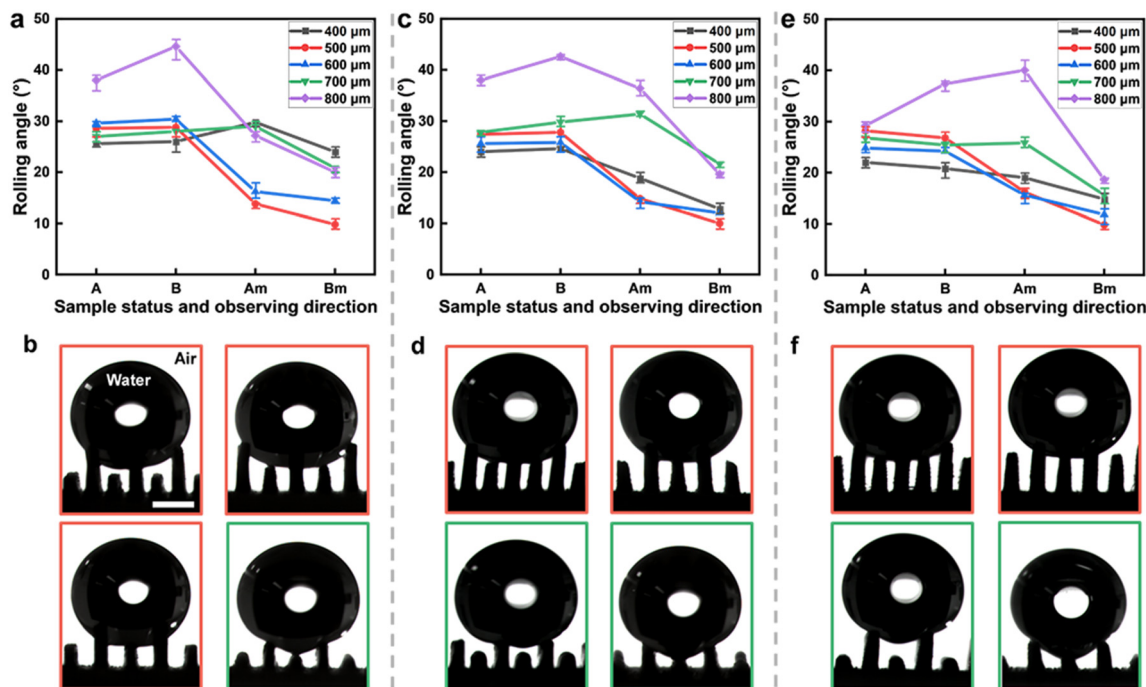 a
50
40
30
20
10
0
Rolling angle (°)
400 μm
500 μm
600 μm
700 μm
800 μm
A B Am Bm
Sample status and observing direction
c
50
40
30
20
10
0
Rolling angle (°)
400 μm
500 μm
600 μm
700 μm
800 μm
A B Am Bm
Sample status and observing direction
e
50
40
30
20
10
0
Rolling angle (°)
400 μm
500 μm
600 μm
700 μm
800 μm
A B Am Bm
Sample status and observing direction
b
Air
Water
d
f